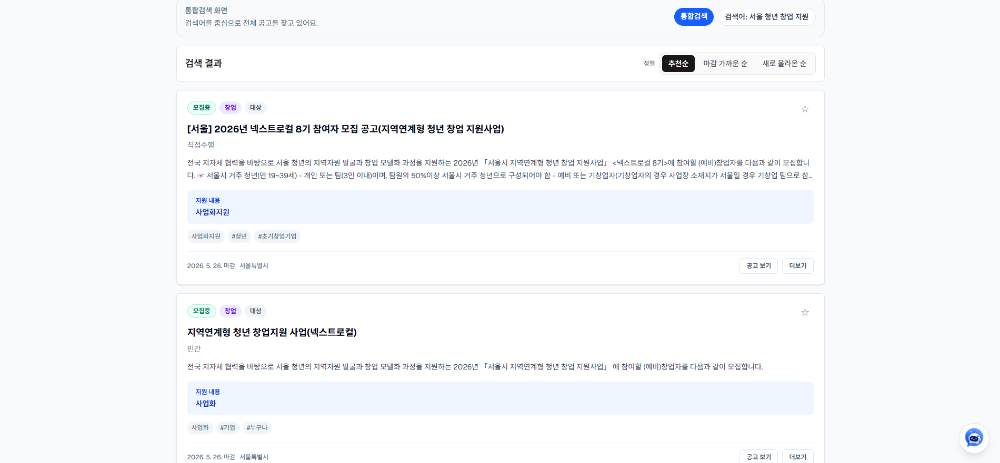 통합검색 화면
검색어를 중심으로 전체 공고를 찾고 있어요.
통합검색
검색어: 서울 청년 창업 지원
검색 결과
정렬
추천순
마감 가까운 순
새로 올라온 순
모집중
창업
대상
☆
[서울] 2026년 넥스트로컬 8기 참여자 모집 공고(지역연계형 청년 창업 지원사업)
직접수행
전국 지자체 협력을 바탕으로 서울 청년의 지역자원 발굴과 창업 모델화 과정을 지원하는 2026년 「서울시 지역연계형 청년 창업 지원사업」 <넥스트로컬 8기>에 참여할 (예비)창업자를 다음과 같이 모집합니
다. ☞ 서울시 거주 청년(만 19~39세) - 개인 또는 팀(3인 이내)이며, 팀원의 50%이상 서울시 거주 청년으로 구성되어야 함 - 예비 또는 기창업자(기창업자의 경우 사업장 소재지가 서울일 경우 기창업 팀으로 참...
지원 내용
사업화지원
사업화지원
#청년
#초기창업기업
2026. 5. 26. 마감
서울특별시
공고 보기
더보기
모집중
창업
대상
☆
지역연계형 청년 창업지원 사업(넥스트로컬)
민간
전국 지자체 협력을 바탕으로 서울 청년의 지역자원 발굴과 창업 모델화 과정을 지원하는 2026년 「서울시 지역연계형 청년 창업 지원사업」 에 참여할 (예비)창업자를 다음과 같이 모집합니다.
지원 내용
사업화
사업화
#기업
#누구나
2026. 5. 26. 마감
서울특별시
공고 보기
더보기